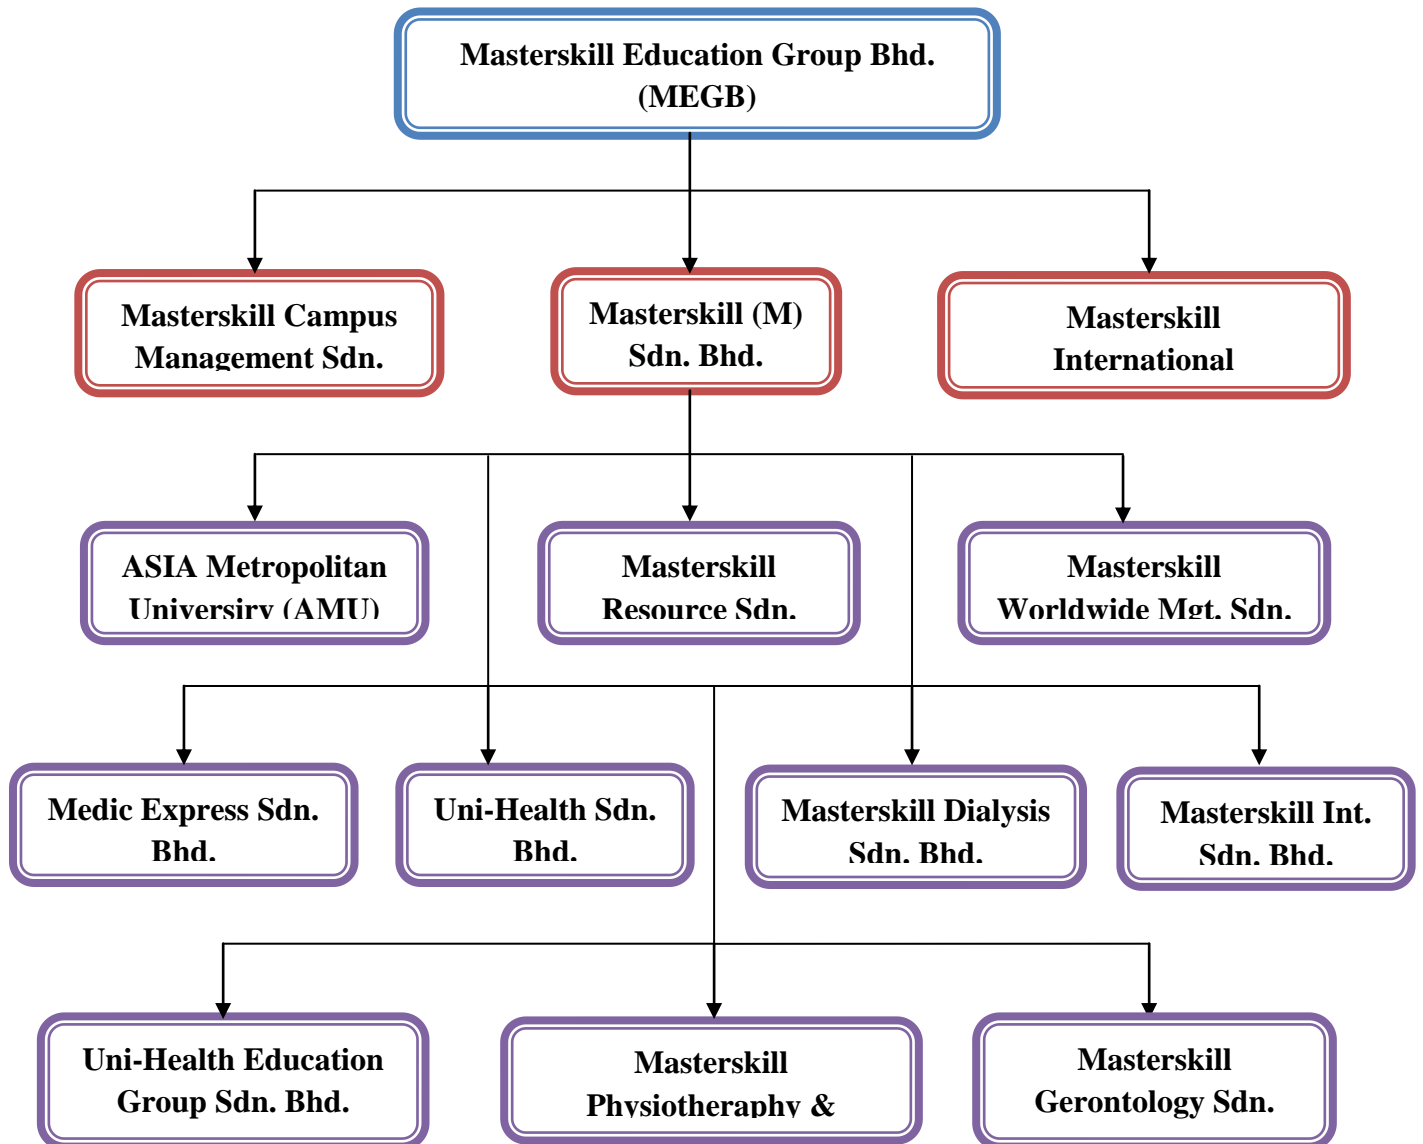 Masterskill Education Group Bhd.
(MEGB)
Masterskill Campus
Management Sdn.
Masterskill (M)
Sdn. Bhd.
Masterskill
International
ASIA Metropolitan
Universiry (AMU)
Masterskill
Resource Sdn.
Masterskill
Worldwide Mgt. Sdn.
Medic Express Sdn.
Bhd.
Uni-Health Sdn.
Bhd.
Masterskill Dialysis
Sdn. Bhd.
Masterskill Int.
Sdn. Bhd.
Uni-Health Education
Group Sdn. Bhd.
Masterskill
Physiotheraphy &
Masterskill
Gerontology Sdn.